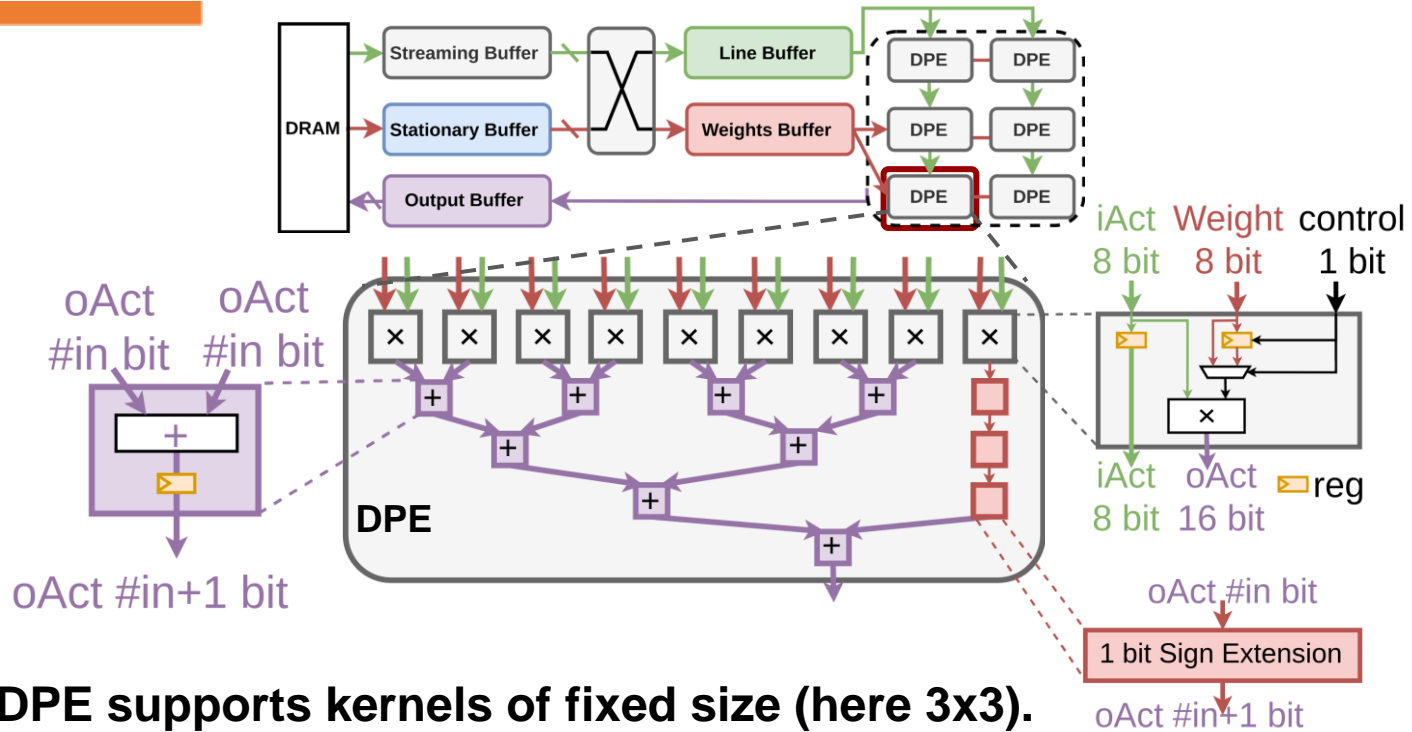 DRAM
Streaming Buffer
Line Buffer
DPE DPE
Stationary Buffer
Weights Buffer
DPE DPE
Output Buffer
DPE DPE
iAct Weight control
8 bit 8 bit 1 bit
oAct oAct
#in bit #in bit
× × × × × × × × ×
+ + + +
+ +
+
+
+
oAct #in+1 bit
DPE
×
iAct oAct reg
8 bit 16 bit
oAct #in bit
1 bit Sign Extension
oAct #in+1 bit
DPE supports kernels of fixed size (here 3x3).